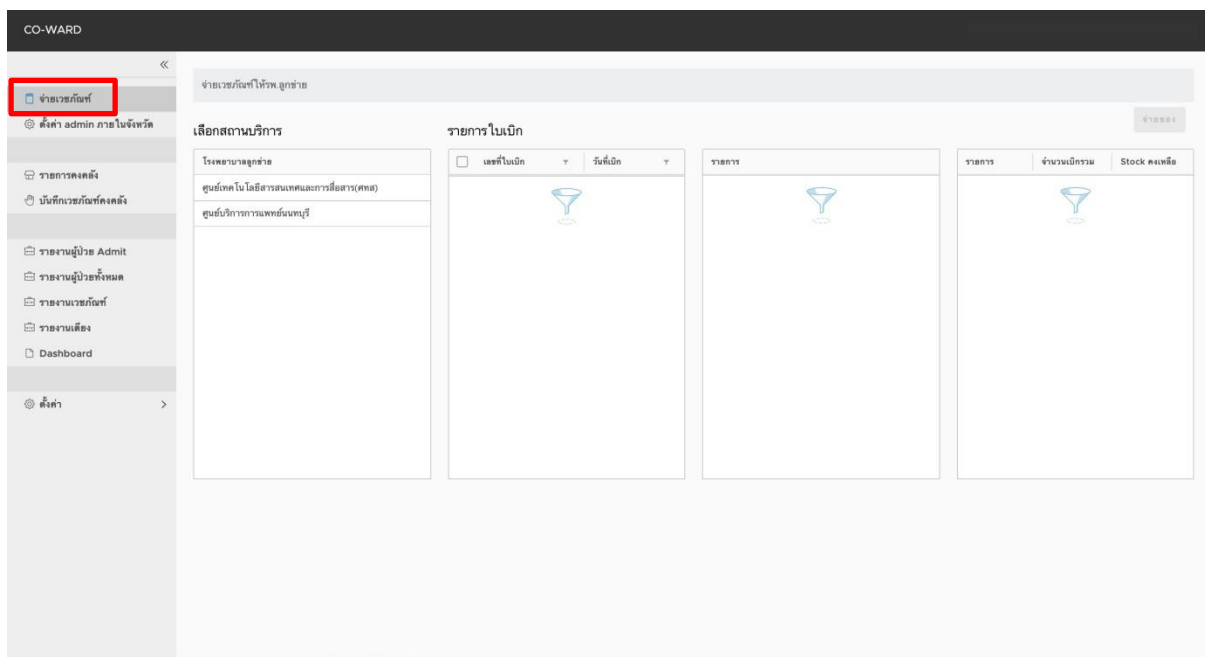 CO-WARD
จ่ายเวชภัณฑ์
ตั้งค่า admin ภายในจังหวัด
รายการคงคลัง
บันทึกเวชภัณฑ์คงคลัง
รายงานผู้ป่วย Admit
รายงานผู้ป่วยทั้งหมด
รายงานเวชภัณฑ์
รายงานเตียง
Dashboard
ตั้งค่า
จ่ายเวชภัณฑ์ให้รพ.ลูกข่าย
จ่ายของ
เลือกสถานบริการ
โรงพยาบาลลูกข่าย
ศูนย์เทคโนโลยีสารสนเทศและการสื่อสาร(ศทส)
ศูนย์บริการการแพทย์นนทบุรี
รายการใบเบิก
เลขที่ใบเบิก วันที่เบิก
รายการ
รายการ จำนวนเบิกรวม Stock คงเหลือ